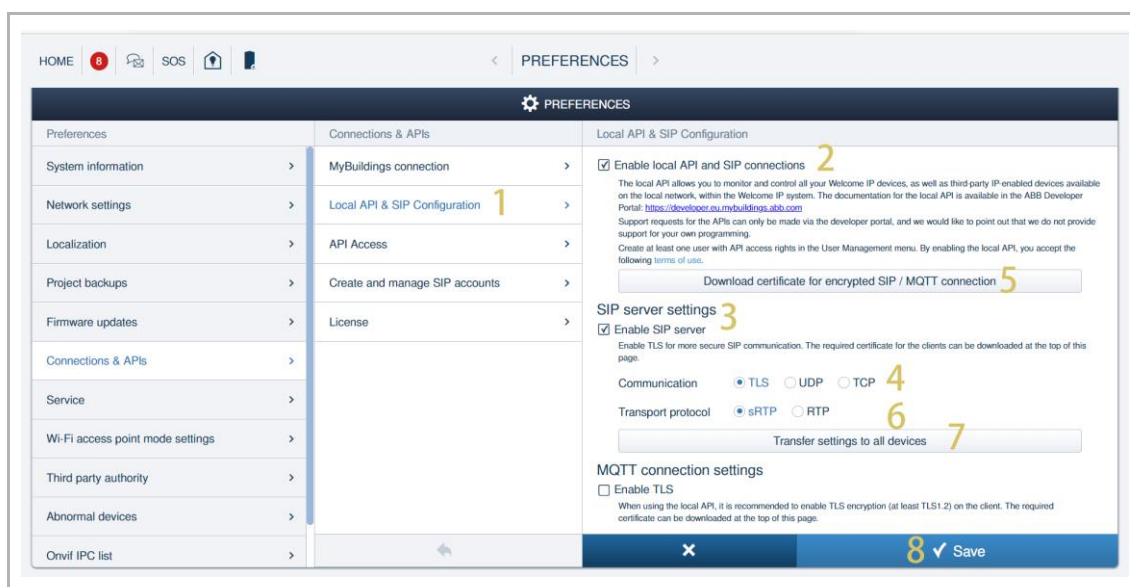 HOME 8 SOS < PREFERENCES >
PREFERENCES
Preferences
System information >
Network settings >
Localization >
Project backups >
Firmware updates >
Connections & APIs >
Service >
Wi-Fi access point mode settings >
Third party authority >
Abnormal devices >
Onvif IPC list >
Connections & APIs
MyBuildings connection >
Local API & SIP Configuration 1 >
API Access >
Create and manage SIP accounts >
License >
Local API & SIP Configuration
Enable local API and SIP connections 2
The local API allows you to monitor and control all your Welcome IP devices, as well as third-party IP-enabled devices available
on the local network, within the Welcome IP system. The documentation for the local API is available in the ABB Developer
Portal: https://developer.eu.mybuildings.abb.com
Support requests for the APIs can only be made via the developer portal, and we would like to point out that we do not provide
support for your own programming.
Create at least one user with API access rights in the User Management menu. By enabling the local API, you accept the
following terms of use.
Download certificate for encrypted SIP / MQTT connection 5
SIP server settings 3
Enable SIP server
Enable TLS for more secure SIP communication. The required certificate for the clients can be downloaded at the top of this
page.
Communication TLS UDP TCP 4
Transport protocol sRTP RTP 6
Transfer settings to all devices 7
MQTT connection settings
Enable TLS
When using the local API, it is recommended to enable TLS encryption (at least TLS1.2) on the client. The required
certificate can be downloaded at the top of this page.
8 Save